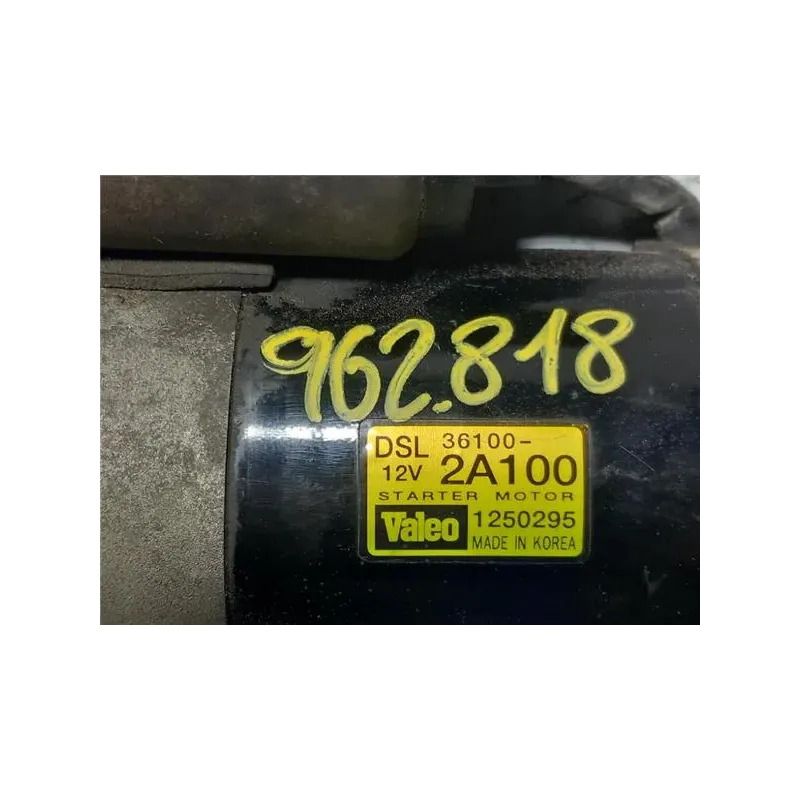 962.818
DSL 36100-
12V 2A100
STARTER MOTOR
Valeo 1250295
MADE IN KOREA